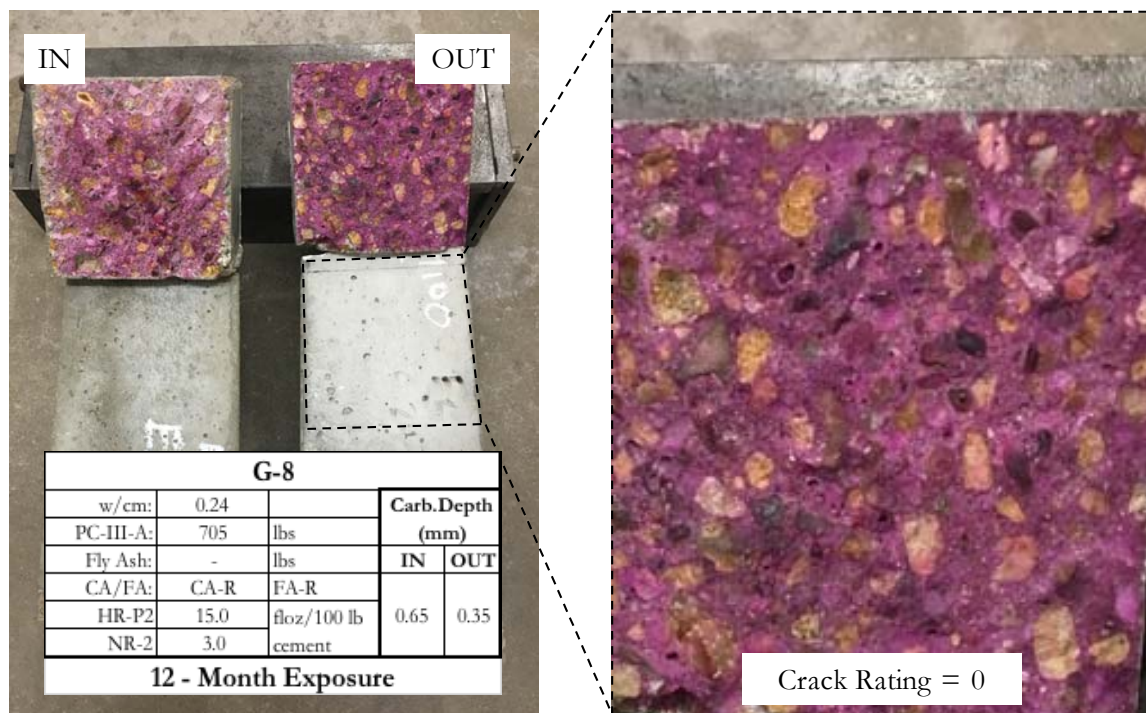 IN
OUT
0011
E
G-8
w/cm: 0.24 Carb.Depth
PC-III-A: 705 lbs (mm)
Fly Ash: - lbs IN OUT
CA/FA: CA-R FA-R
HR-P2 15.0 floz/100 lb 0.65 0.35
NR-2 3.0 cement
12 - Month Exposure
Crack Rating = 0